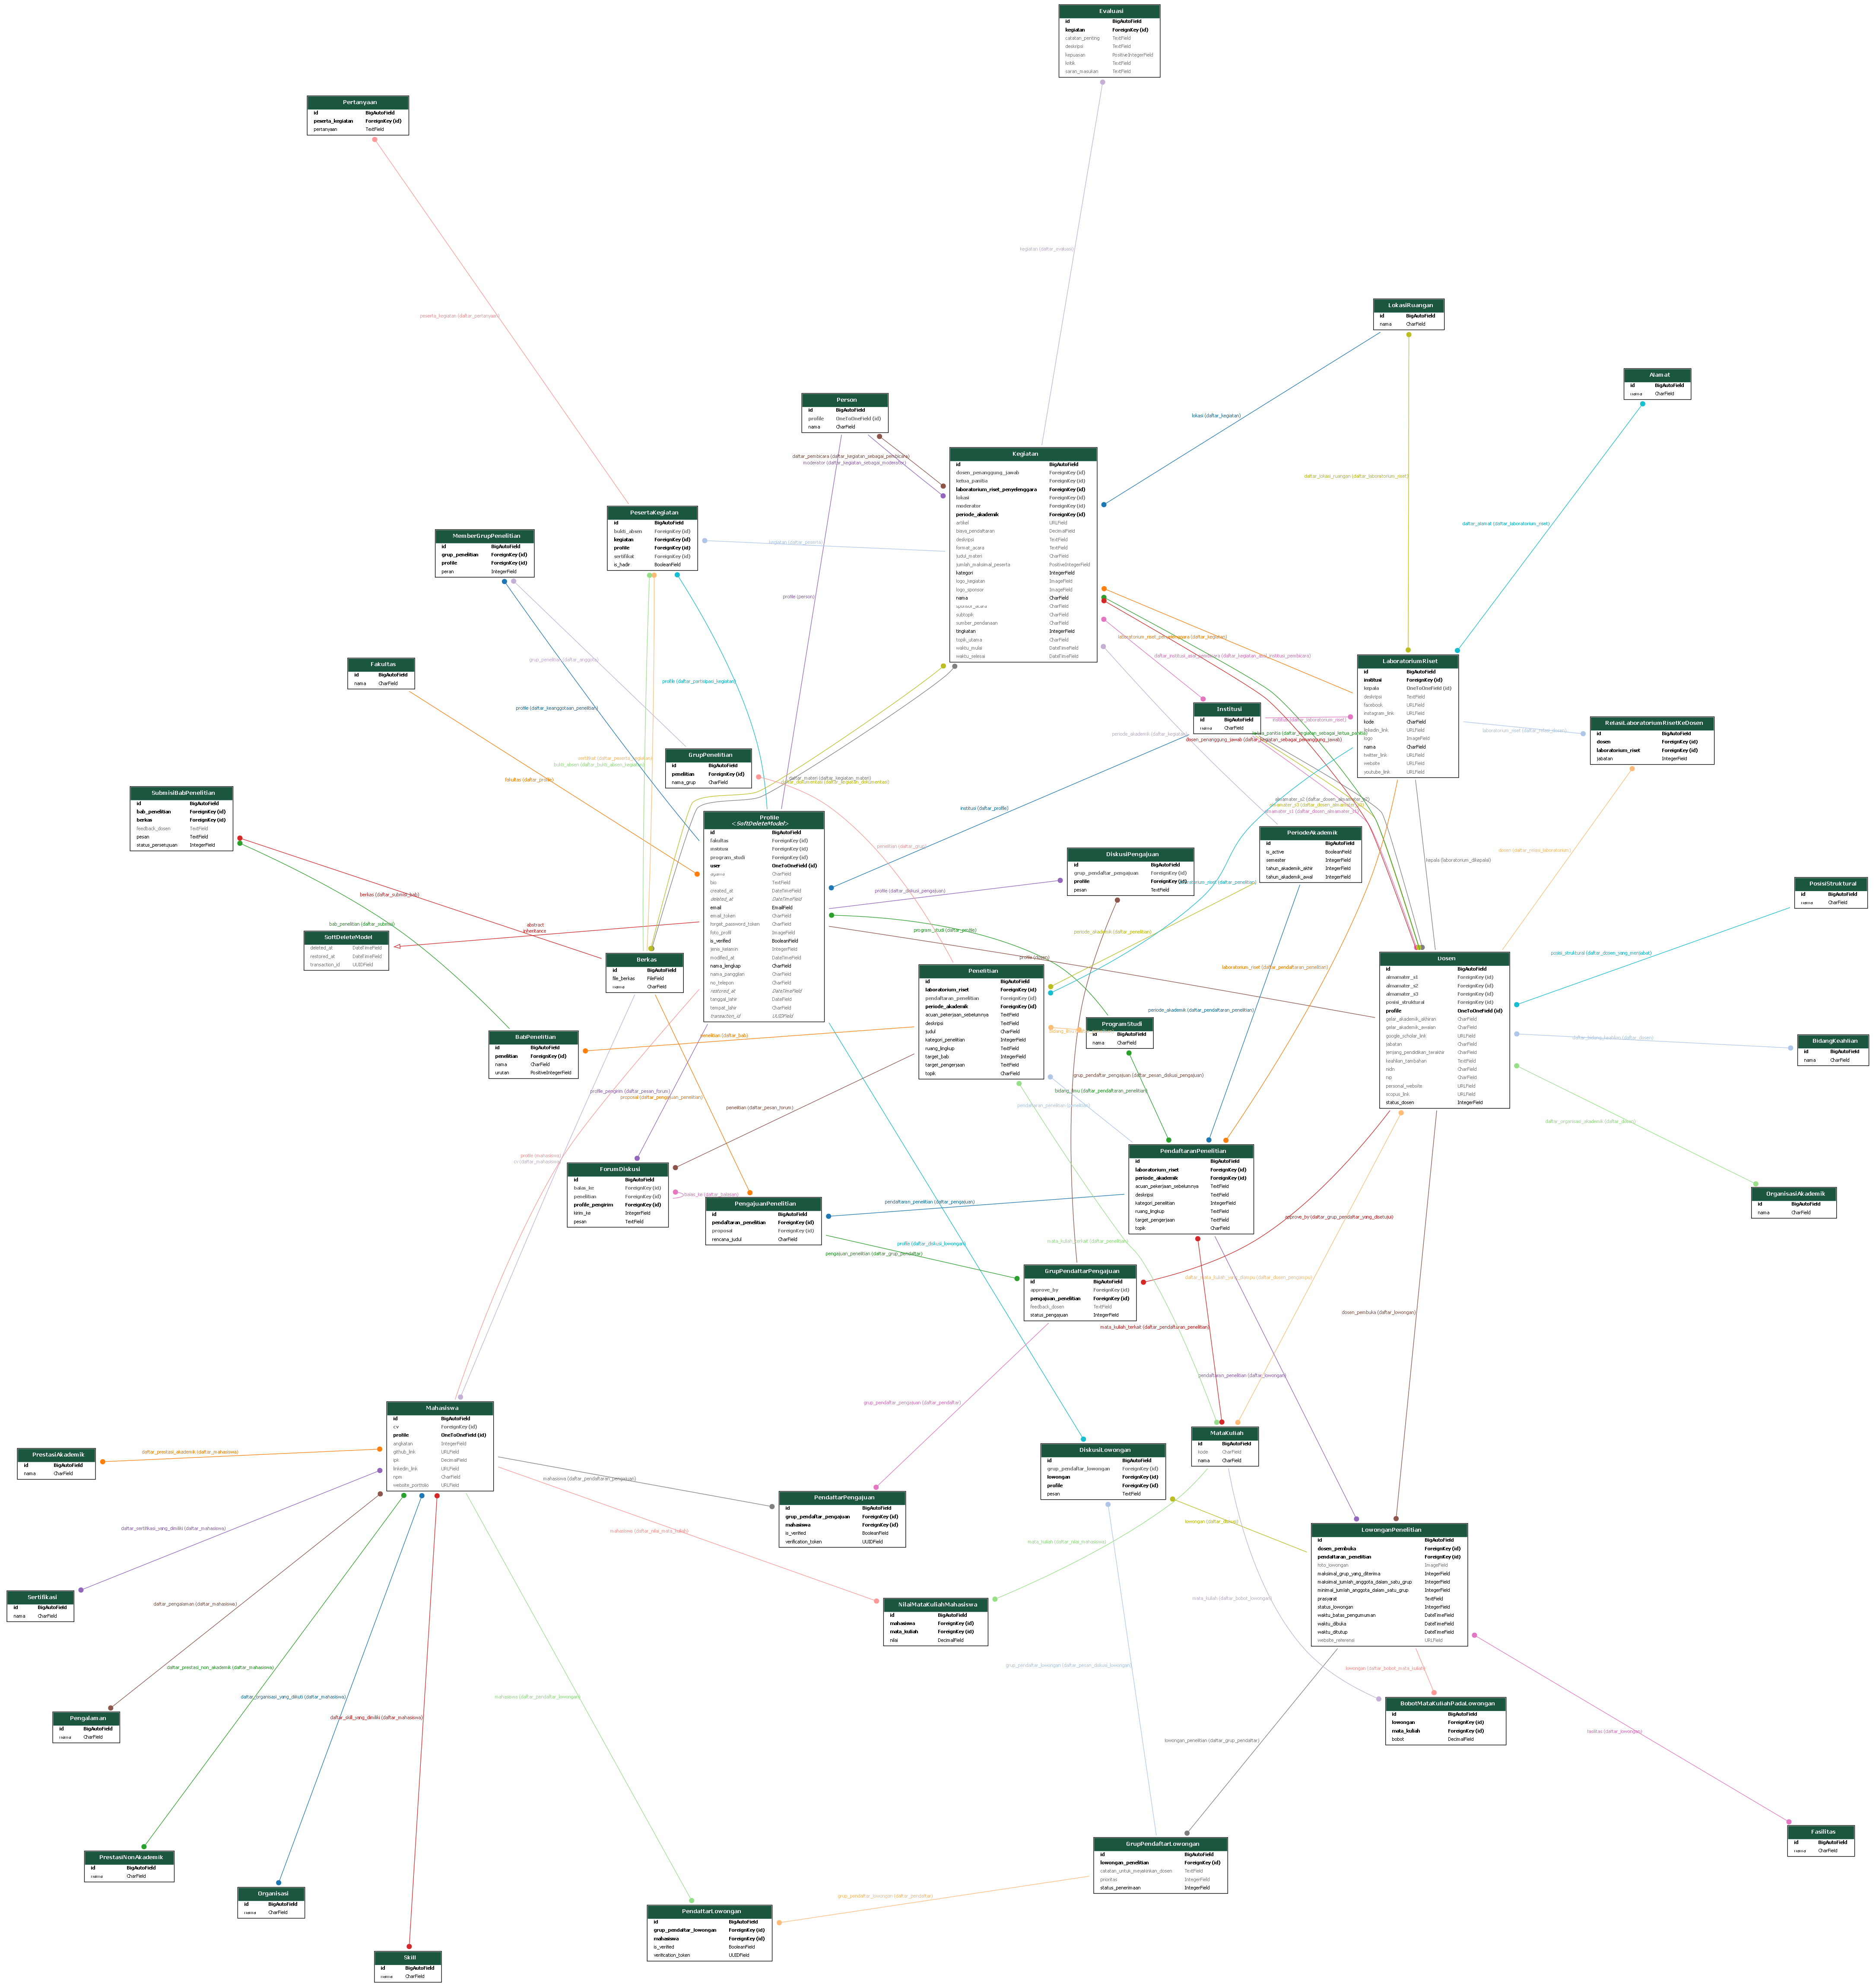 Evaluasi
id BigAutoField
kegiatan ForeignKey (id)
catatan_penting TextField
deskripsi TextField
kepuasan PositiveIntegerField
kritik TextField
saran_masukan TextField
Pertanyaan
id BigAutoField
peserta_kegiatan ForeignKey (id)
pertanyaan TextField
kegiatan (daftar_evaluasi)
LokasiRuangan
id BigAutoField
nama CharField
peserta_kegiatan (daftar_pertanyaan)
Alamat
id BigAutoField
nama CharField
Person
id BigAutoField
profile OneToOneField (id)
nama CharField
lokasi (daftar_kegiatan)
daftar_pembicara (daftar_kegiatan_sebagai_pembicara)
moderator (daftar_kegiatan_sebagai_moderator)
daftar_lokasi_ruangan (daftar_laboratorium_riset)
daftar_alamat (daftar_laboratorium_riset)
Kegiatan
id BigAutoField
dosen_penanggung_jawab ForeignKey (id)
ketua_panitia ForeignKey (id)
laboratorium_riset_penyelenggara ForeignKey (id)
lokasi ForeignKey (id)
moderator ForeignKey (id)
periode_akademik ForeignKey (id)
artikel URLField
biaya_pendaftaran DecimalField
deskripsi TextField
format_acara TextField
judul_materi CharField
jumlah_maksimal_peserta PositiveIntegerField
kategori IntegerField
logo_kegiatan ImageField
logo_sponsor ImageField
nama CharField
sponsor_acara CharField
subtopik CharField
sumber_pendanaan CharField
tingkatan IntegerField
topik_utama CharField
waktu_mulai DateTimeField
waktu_selesai DateTimeField
PesertaKegiatan
id BigAutoField
bukti_absen ForeignKey (id)
kegiatan ForeignKey (id)
profile ForeignKey (id)
sertifikat ForeignKey (id)
is_hadir BooleanField
MemberGrupPenelitian
id BigAutoField
grup_penelitian ForeignKey (id)
profile ForeignKey (id)
peran IntegerField
kegiatan (daftar_peserta)
profile (person)
laboratorium_riset_penyelenggara (daftar_kegiatan)
daftar_institusi_asal_pembicara (daftar_kegiatan_asal_institusi_pembicara)
grup_penelitian (daftar_anggota)
Fakultas
id BigAutoField
nama CharField
LaboratoriumRiset
id BigAutoField
institusi ForeignKey (id)
kepala OneToOneField (id)
deskripsi TextField
facebook URLField
instagram_link URLField
kode CharField
linkedin_link URLField
logo ImageField
nama CharField
twitter_link URLField
website URLField
youtube_link URLField
profile (daftar_partisipasi_kegiatan)
profile (daftar_keanggotaan_penelitian)
Institusi
id BigAutoField
nama CharField
institusi (daftar_laboratorium_riset)
RelasiLaboratoriumRisetKeDosen
id BigAutoField
dosen ForeignKey (id)
laboratorium_riset ForeignKey (id)
jabatan IntegerField
laboratorium_riset (daftar_relasi_dosen)
periode_akademik (daftar_kegiatan)
ketua_panitia (daftar_kegiatan_sebagai_ketua_panitia)
dosen_penanggung_jawab (daftar_kegiatan_sebagai_penanggung_jawab)
GrupPenelitian
id BigAutoField
penelitian ForeignKey (id)
nama_grup CharField
sertifikat (daftar_peserta_kegiatan)
bukti_absen (daftar_bukti_absen_kegiatan)
daftar_materi (daftar_kegiatan_materi)
daftar_dokumentasi (daftar_kegiatan_dokumentasi)
fakultas (daftar_profile)
SubmisiBabPenelitian
id BigAutoField
bab_penelitian ForeignKey (id)
berkas ForeignKey (id)
feedback_dosen TextField
pesan TextField
status_persetujuan IntegerField
institusi (daftar_profile)
almamater_s2 (daftar_dosen_almamater_s2)
almamater_s3 (daftar_dosen_almamater_s3)
almamater_s1 (daftar_dosen_almamater_s1)
Profile
<SoftDeleteModel>
id BigAutoField
fakultas ForeignKey (id)
institusi ForeignKey (id)
program_studi ForeignKey (id)
user OneToOneField (id)
agama CharField
bio TextField
created_at DateTimeField
deleted_at DateTimeField
email EmailField
email_token CharField
forget_password_token CharField
foto_profil ImageField
is_verified BooleanField
jenis_kelamin IntegerField
modified_at DateTimeField
nama_lengkap CharField
nama_panggilan CharField
no_telepon CharField
restored_at DateTimeField
tanggal_lahir DateField
tempat_lahir CharField
transaction_id UUIDField
PeriodeAkademik
id BigAutoField
is_active BooleanField
semester IntegerField
tahun_akademik_akhir IntegerField
tahun_akademik_awal IntegerField
penelitian (daftar_grup)
DiskusiPengajuan
id BigAutoField
grup_pendaftar_pengajuan ForeignKey (id)
profile ForeignKey (id)
pesan TextField
dosen (daftar_relasi_laboratorium)
kepala (laboratorium_dikepalai)
profile (daftar_diskusi_pengajuan)
laboratorium_riset (daftar_penelitian)
PosisiStruktural
id BigAutoField
nama CharField
berkas (daftar_submisi_bab)
bab_penelitian (daftar_submisi)
abstract
inheritance
program_studi (daftar_profile)
periode_akademik (daftar_penelitian)
SoftDeleteModel
deleted_at DateTimeField
restored_at DateTimeField
transaction_id UUIDField
posisi_struktural (daftar_dosen_yang_menjabat)
Berkas
id BigAutoField
file_berkas FileField
nama CharField
profile (dosen)
Dosen
id BigAutoField
almamater_s1 ForeignKey (id)
almamater_s2 ForeignKey (id)
almamater_s3 ForeignKey (id)
posisi_struktural ForeignKey (id)
profile OneToOneField (id)
gelar_akademik_akhiran CharField
gelar_akademik_awalan CharField
google_scholar_link URLField
jabatan CharField
jenjang_pendidikan_terakhir CharField
keahlian_tambahan TextField
nidn CharField
nip CharField
personal_website URLField
scopus_link URLField
status_dosen IntegerField
Penelitian
id BigAutoField
laboratorium_riset ForeignKey (id)
pendaftaran_penelitian ForeignKey (id)
periode_akademik ForeignKey (id)
acuan_pekerjaan_sebelumnya TextField
deskripsi TextField
judul CharField
kategori_penelitian IntegerField
ruang_lingkup TextField
target_bab IntegerField
target_pengerjaan TextField
topik CharField
laboratorium_riset (daftar_pendaftaran_penelitian)
periode_akademik (daftar_pendaftaran_penelitian)
ProgramStudi
id BigAutoField
nama CharField
BabPenelitian
id BigAutoField
penelitian ForeignKey (id)
nama CharField
urutan PositiveIntegerField
penelitian (daftar_bab)
BidangKeahlian
id BigAutoField
nama CharField
daftar_bidang_keahlian (daftar_dosen)
grup_pendaftar_pengajuan (daftar_pesan_diskusi_pengajuan)
bidang_ilmu (daftar_pendaftaran_penelitian)
profile_pengirim (daftar_pesan_forum)
proposal (daftar_pengajuan_penelitian)
penelitian (daftar_pesan_forum)
pendaftaran_penelitian (penelitian)
daftar_organisasi_akademik (daftar_dosen)
PendaftaranPenelitian
id BigAutoField
laboratorium_riset ForeignKey (id)
periode_akademik ForeignKey (id)
acuan_pekerjaan_sebelumnya TextField
deskripsi TextField
kategori_penelitian IntegerField
ruang_lingkup TextField
target_pengerjaan TextField
topik CharField
profile (mahasiswa)
cv (daftar_mahasiswa)
ForumDiskusi
id BigAutoField
balas_ke ForeignKey (id)
penelitian ForeignKey (id)
profile_pengirim ForeignKey (id)
kirim_ke IntegerField
pesan TextField
balas_ke (daftar_balasan)
OrganisasiAkademik
id BigAutoField
nama CharField
PengajuanPenelitian
id BigAutoField
pendaftaran_penelitian ForeignKey (id)
proposal ForeignKey (id)
rencana_judul CharField
pendaftaran_penelitian (daftar_pengajuan)
approve_by (daftar_grup_pendaftar_yang_disetujui)
mata_kuliah_terkait (daftar_penelitian)
profile (daftar_diskusi_lowongan)
pengajuan_penelitian (daftar_grup_pendaftar)
GrupPendaftarPengajuan
id BigAutoField
approve_by ForeignKey (id)
pengajuan_penelitian ForeignKey (id)
feedback_dosen TextField
status_pengajuan IntegerField
daftar_mata_kuliah_yang_diampu (daftar_dosen_pengampu)
dosen_pembuka (daftar_lowongan)
mata_kuliah_terkait (daftar_pendaftaran_penelitian)
pendaftaran_penelitian (daftar_lowongan)
grup_pendaftar_pengajuan (daftar_pendaftar)
Mahasiswa
id BigAutoField
cv ForeignKey (id)
profile OneToOneField (id)
angkatan IntegerField
github_link URLField
ipk DecimalField
linkedin_link URLField
npm CharField
website_portfolio URLField
MataKuliah
id BigAutoField
kode CharField
nama CharField
PrestasiAkademik
id BigAutoField
nama CharField
daftar_prestasi_akademik (daftar_mahasiswa)
DiskusiLowongan
id BigAutoField
grup_pendaftar_lowongan ForeignKey (id)
lowongan ForeignKey (id)
profile ForeignKey (id)
pesan TextField
mahasiswa (daftar_pendaftaran_pengajuan)
PendaftarPengajuan
id BigAutoField
grup_pendaftar_pengajuan ForeignKey (id)
mahasiswa ForeignKey (id)
is_verified BooleanField
verification_token UUIDField
daftar_sertifikasi_yang_dimiliki (daftar_mahasiswa)
mahasiswa (daftar_nilai_mata_kuliah)
lowongan (daftar_diskusi)
LowonganPenelitian
id BigAutoField
dosen_pembuka ForeignKey (id)
pendaftaran_penelitian ForeignKey (id)
foto_lowongan ImageField
maksimal_grup_yang_diterima IntegerField
maksimal_jumlah_anggota_dalam_satu_grup IntegerField
minimal_jumlah_anggota_dalam_satu_grup IntegerField
prasyarat TextField
status_lowongan IntegerField
waktu_batas_pengumuman DateTimeField
waktu_dibuka DateTimeField
waktu_ditutup DateTimeField
website_referensi URLField
mata_kuliah (daftar_nilai_mahasiswa)
Sertifikasi
id BigAutoField
nama CharField
daftar_pengalaman (daftar_mahasiswa)
NilaiMataKuliahMahasiswa
id BigAutoField
mahasiswa ForeignKey (id)
mata_kuliah ForeignKey (id)
nilai DecimalField
mata_kuliah (daftar_bobot_lowongan)
grup_pendaftar_lowongan (daftar_pesan_diskusi_lowongan)
daftar_prestasi_non_akademik (daftar_mahasiswa)
lowongan (daftar_bobot_mata_kuliah)
daftar_organisasi_yang_diikuti (daftar_mahasiswa)
mahasiswa (daftar_pendaftar_lowongan)
daftar_skill_yang_dimiliki (daftar_mahasiswa)
Pengalaman
id BigAutoField
nama CharField
BobotMataKuliahPadaLowongan
id BigAutoField
lowongan ForeignKey (id)
mata_kuliah ForeignKey (id)
bobot DecimalField
fasilitas (daftar_lowongan)
lowongan_penelitian (daftar_grup_pendaftar)
Fasilitas
id BigAutoField
nama CharField
PrestasiNonAkademik
id BigAutoField
nama CharField
GrupPendaftarLowongan
id BigAutoField
lowongan_penelitian ForeignKey (id)
catatan_untuk_meyakinkan_dosen TextField
prioritas IntegerField
status_penerimaan IntegerField
Organisasi
id BigAutoField
nama CharField
grup_pendaftar_lowongan (daftar_pendaftar)
PendaftarLowongan
id BigAutoField
grup_pendaftar_lowongan ForeignKey (id)
mahasiswa ForeignKey (id)
is_verified BooleanField
verification_token UUIDField
Skill
id BigAutoField
nama CharField